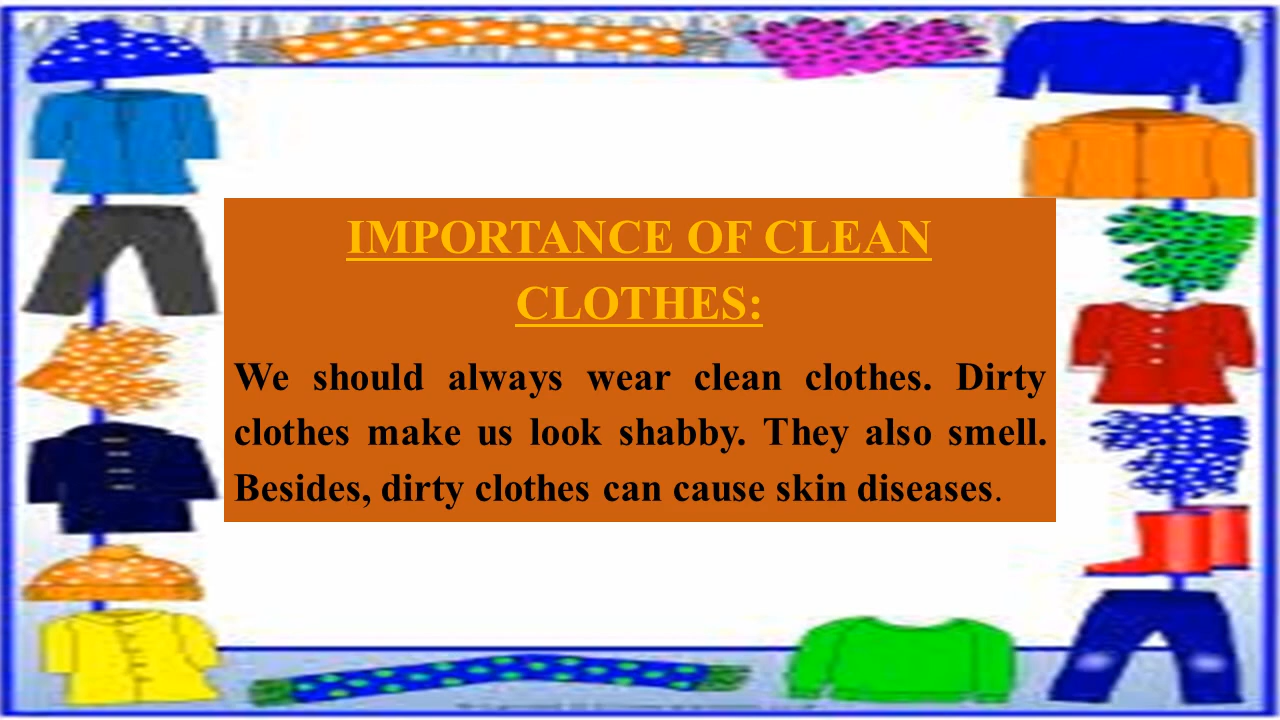 IMPORTANCE OF CLEAN
CLOTHES:
We should always wear clean clothes. Dirty
clothes make us look shabby. They also smell.
Besides, dirty clothes can cause skin diseases.